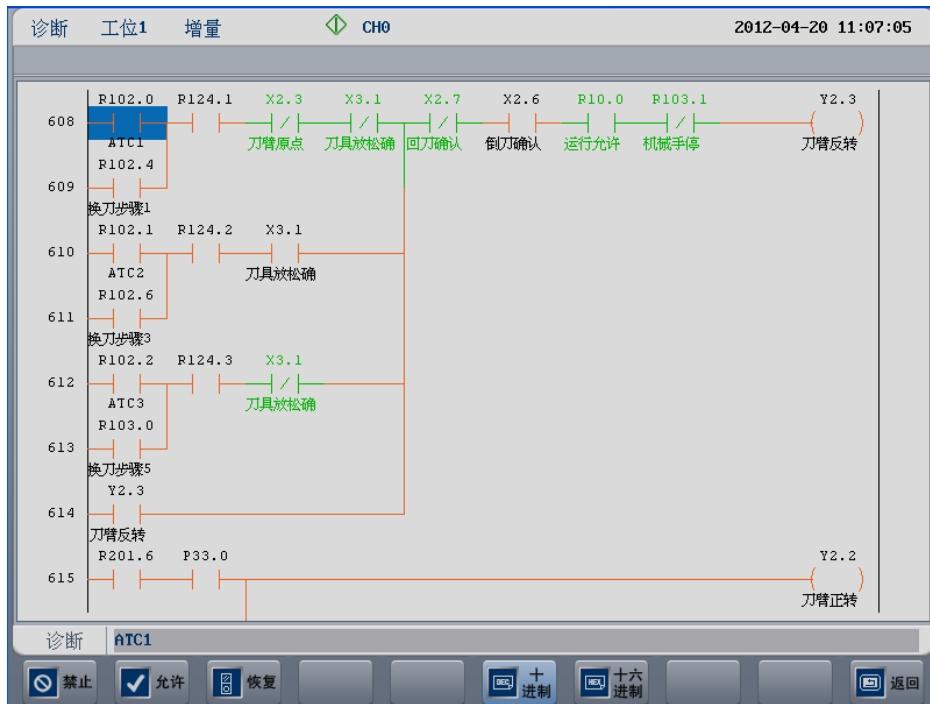 诊断 工位1 增量 CH0 2012-04-20 11:07:05
R102.0 R124.1 X2.3 X3.1 X2.7 X2.6 R10.0 R103.1 Y2.3
608
ATC1 刀臂原点 刀具放松确 回刀确认 倒刀确认 运行允许 机械手停 刀臂反转
R102.4
609
换刀步骤1
R102.1 R124.2 X3.1
610
ATC2 刀具放松确
R102.6
611
换刀步骤3
R102.2 R124.3 X3.1
612
ATC3 刀具放松确
R103.0
613
换刀步骤5
Y2.3
614
刀臂反转
R201.6 P33.0 Y2.2
615
刀臂正转
诊断 ATC1
禁止 允许 恢复 DEC 十进制 HEX 十六进制 返回